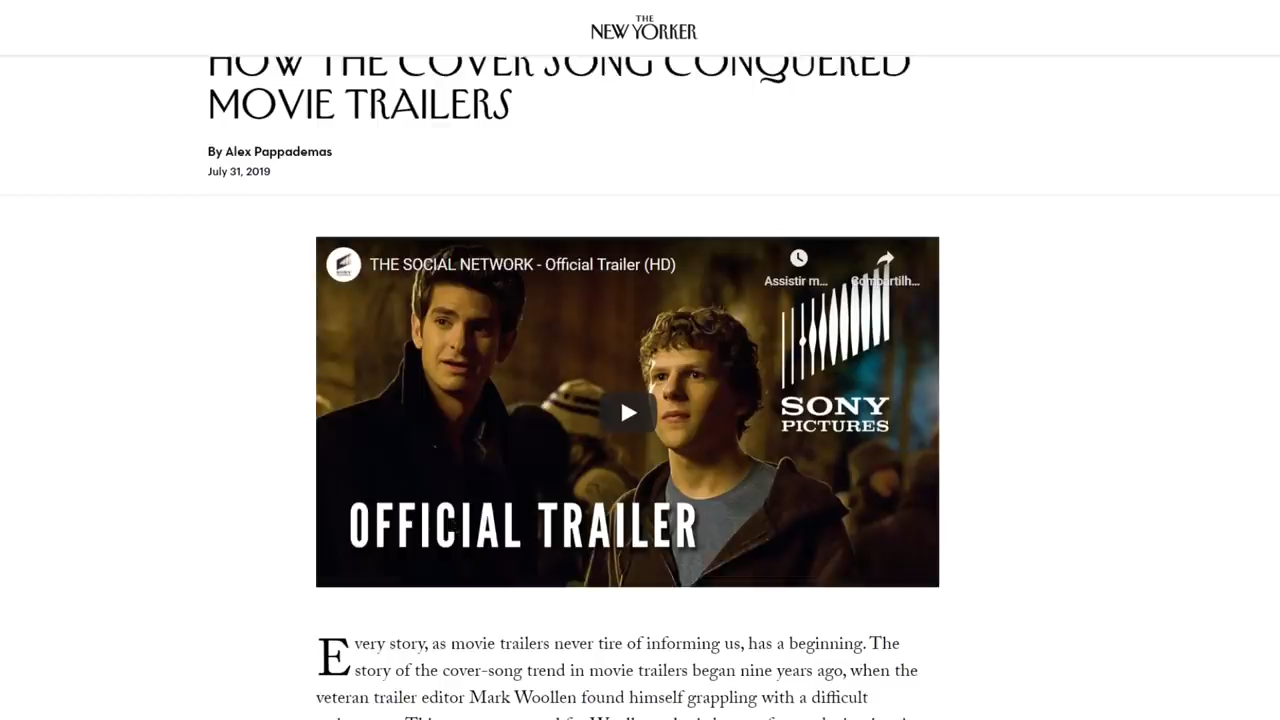 THE
NEW YORKER
HOW THE COVER SONG CONQUERED
MOVIE TRAILERS
By Alex Pappademas
July 31, 2019
THE SOCIAL NETWORK - Official Trailer (HD)
Assistir m...
Compartilh...
SONY
PICTURES
OFFICIAL TRAILER
Every story, as movie trailers never tire of informing us, has a beginning. The
story of the cover-song trend in movie trailers began nine years ago, when the
veteran trailer editor Mark Woollen found himself grappling with a difficult